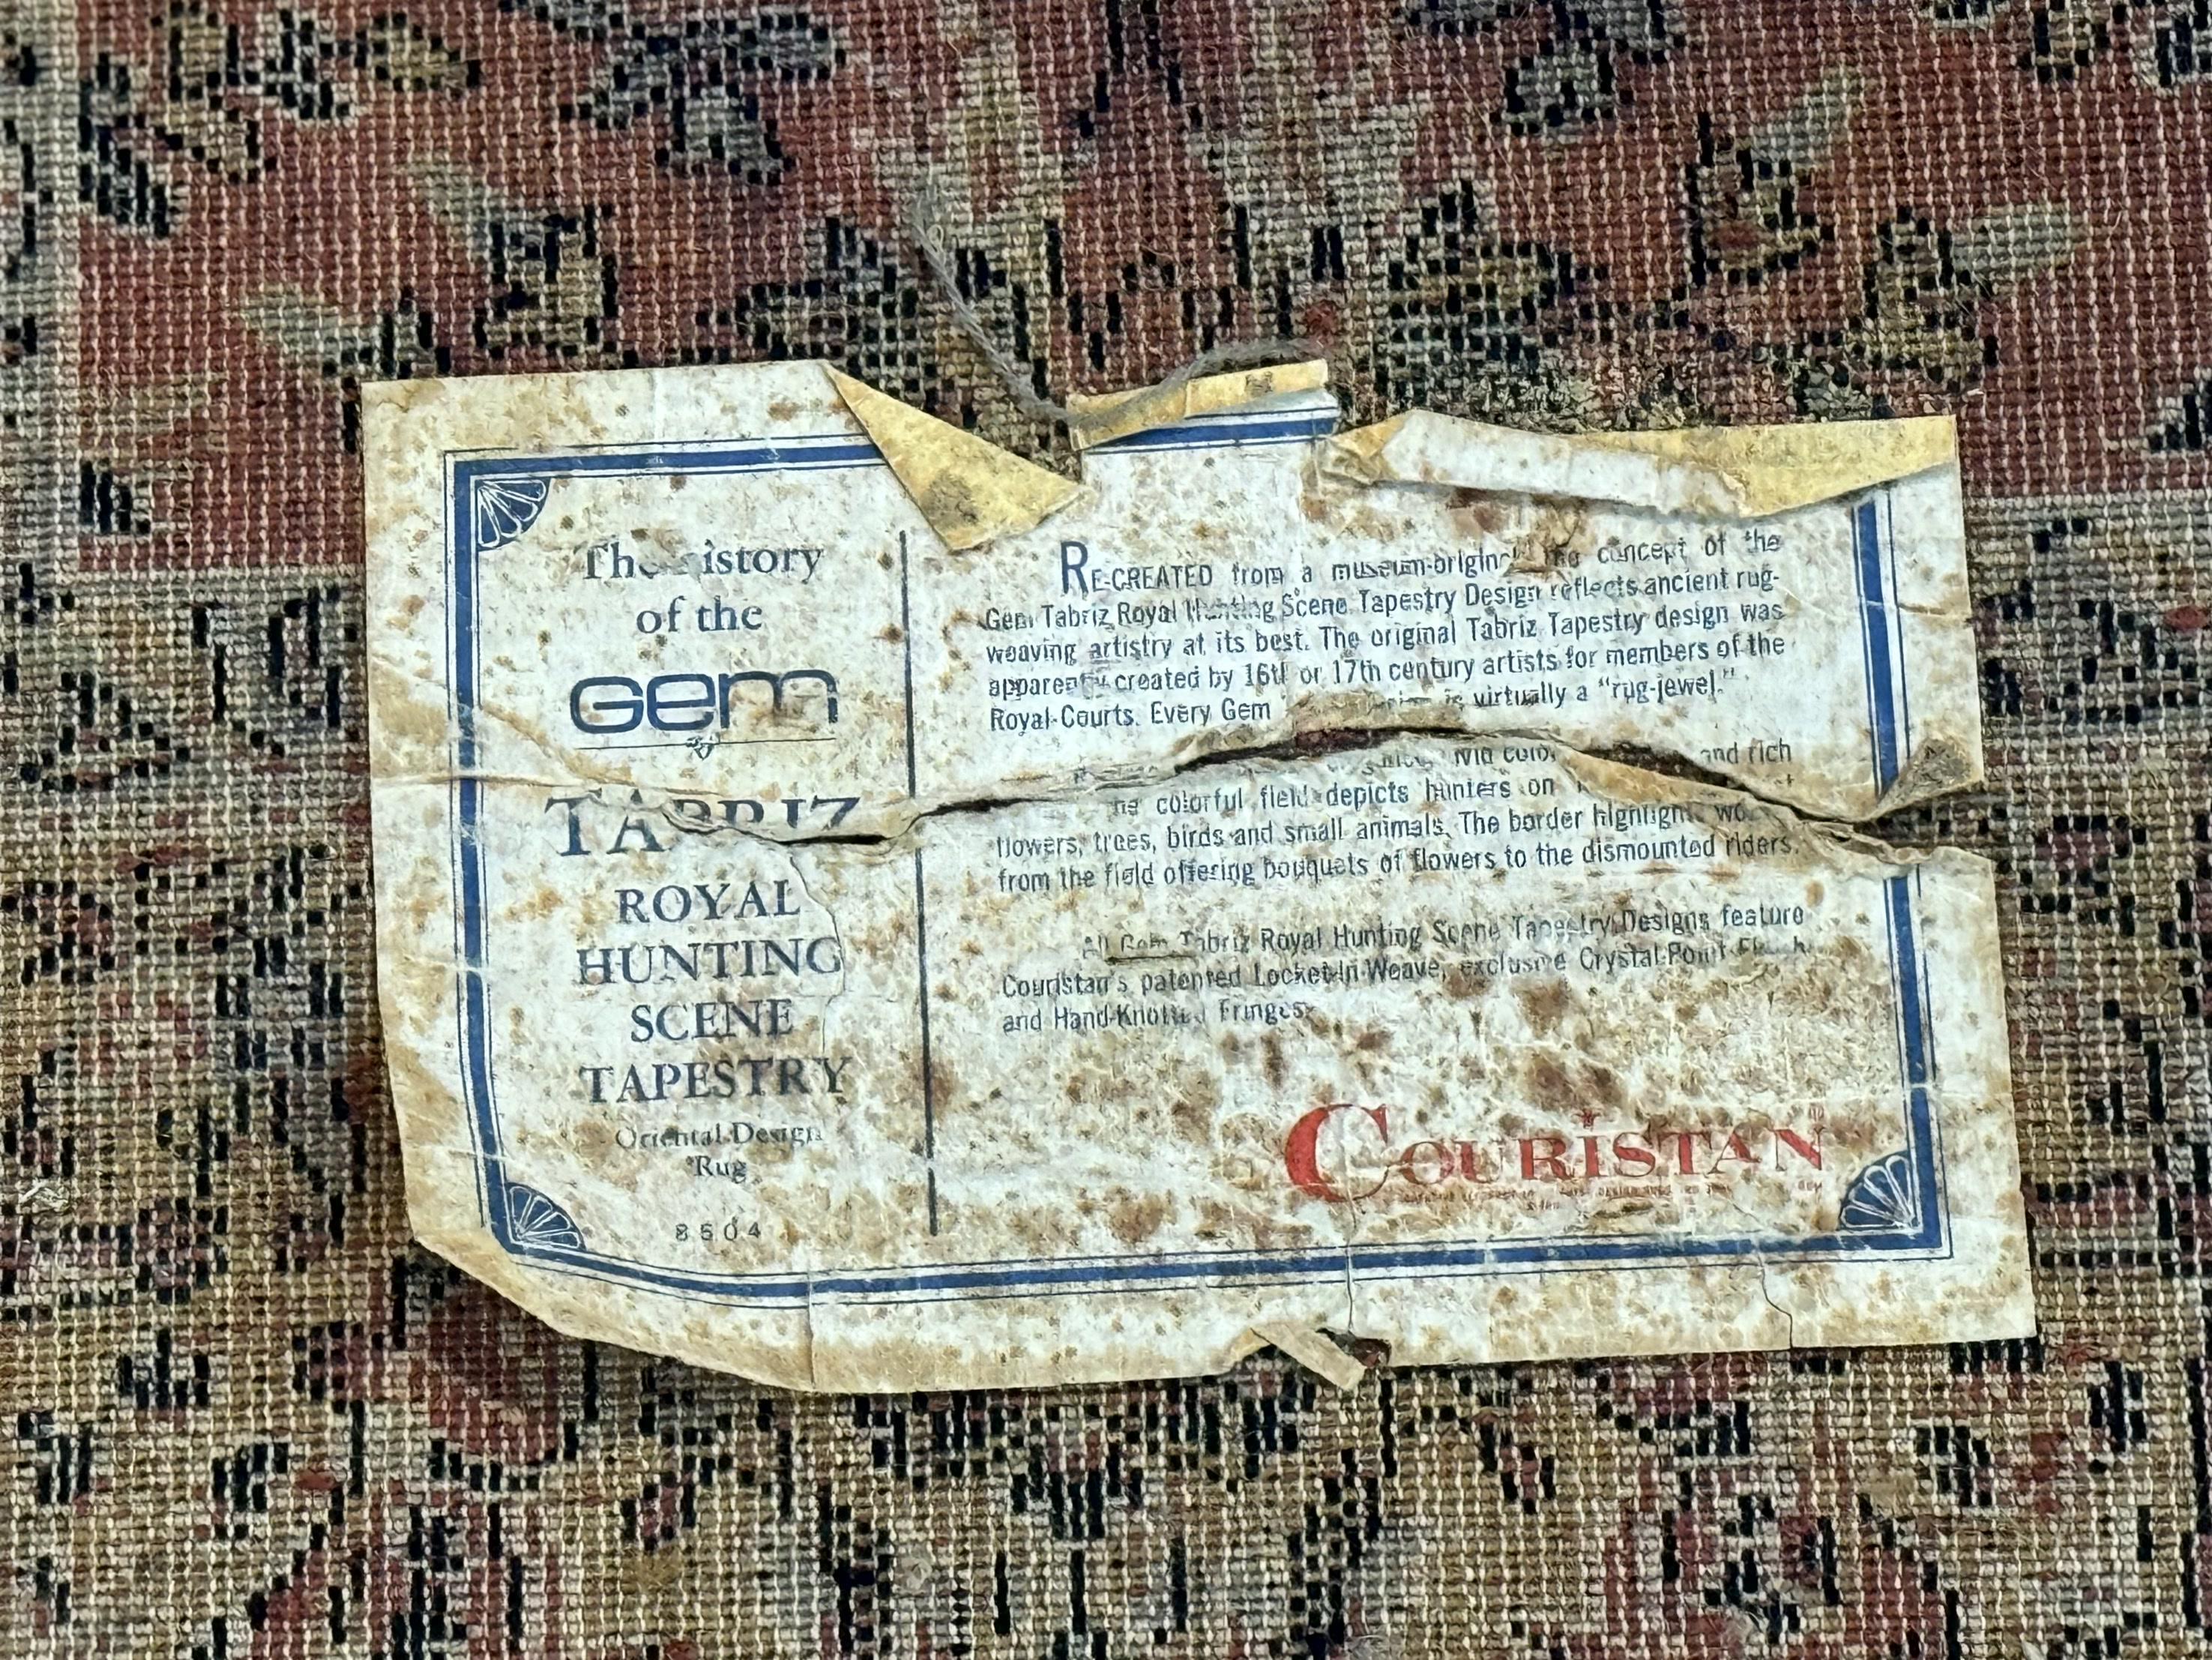 The istory
of the
Gem
TABRIZ
ROYAL
HUNTING
SCENE
TAPESTRY
Oriental Design
Rug
8504
RE-CREATED from a museum-original concept of the
Gem Tabriz Royal Hunting Scene Tapestry Design reflects ancient rug-
weaving artistry at its best. The original Tabriz Tapestry design was
apparently created by 16th or 17th century artists for members of the
Royal Courts. Every Gem is virtually a "rug-jewel."
and rich
colorful field depicts hunters on
flowers, trees, birds and small animals. The border
from the field offering bouquets of flowers to the dismounted riders.
All Gem Tabriz Royal Hunting Scene Tapestry Designs feature
Couristan's patented Locked-In-Weave, exclusive Crystal-Point
and Hand-Knotted Fringes.
COURISTAN